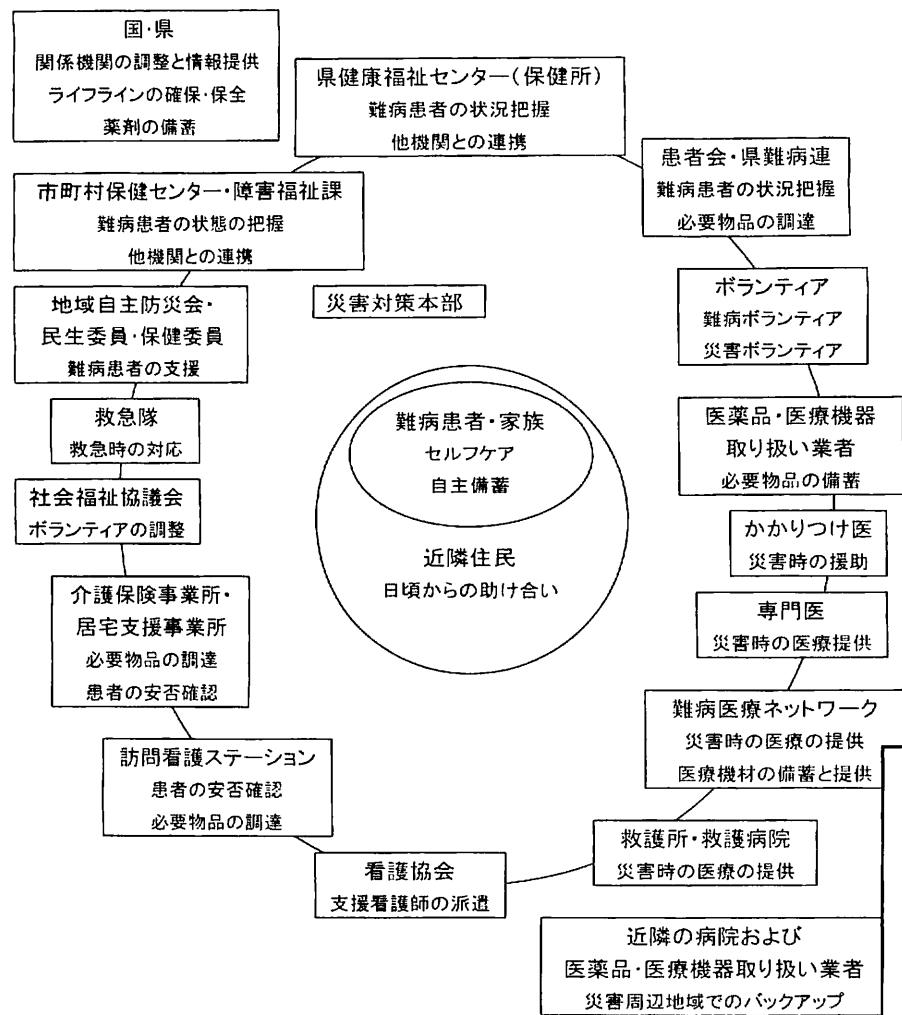 国・県
関係機関の調整と情報提供
ライフラインの確保・保全
薬剤の備蓄
県健康福祉センター(保健所)
難病患者の状況把握
他機関との連携
患者会・県難病連
難病患者の状況把握
必要物品の調達
市町村保健センター・障害福祉課
難病患者の状態の把握
他機関との連携
ボランティア
難病ボランティア
災害ボランティア
災害対策本部
地域自主防災会・
民生委員・保健委員
難病患者の支援
難病患者・家族
セルフケア
自主備蓄
近隣住民
日頃からの助け合い
救急隊
救急時の対応
医薬品・医療機器
取り扱い業者
必要物品の備蓄
社会福祉協議会
ボランティアの調整
かかりつけ医
災害時の援助
介護保険事業所・
居宅支援事業所
必要物品の調達
患者の安否確認
専門医
災害時の医療提供
難病医療ネットワーク
災害時の医療の提供
医療機材の備蓄と提供
訪問看護ステーション
患者の安否確認
必要物品の調達
救護所・救護病院
災害時の医療の提供
看護協会
支援看護師の派遣
近隣の病院および
医薬品・医療機器取り扱い業者
災害周辺地域でのバックアップ